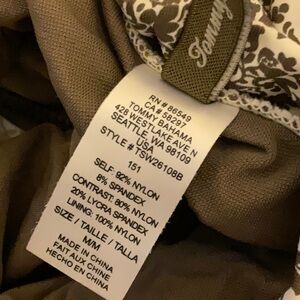 Tommy
RN # 86549
CA # 58297
TOMMY BAHAMA
428 WESTLAKE AVE N
SEATTLE, WA 98109
USA
STYLE # TSW26108B
151
SELF: 92% NYLON
8% SPANDEX
CONTRAST: 80% NYLON
20% LYCRA SPANDEX
LINING: 100% NYLON
SIZE / TAILLE / TALLA
M/M
MADE IN CHINA
FAIT AUX CHINE
HECHO EN CHINA